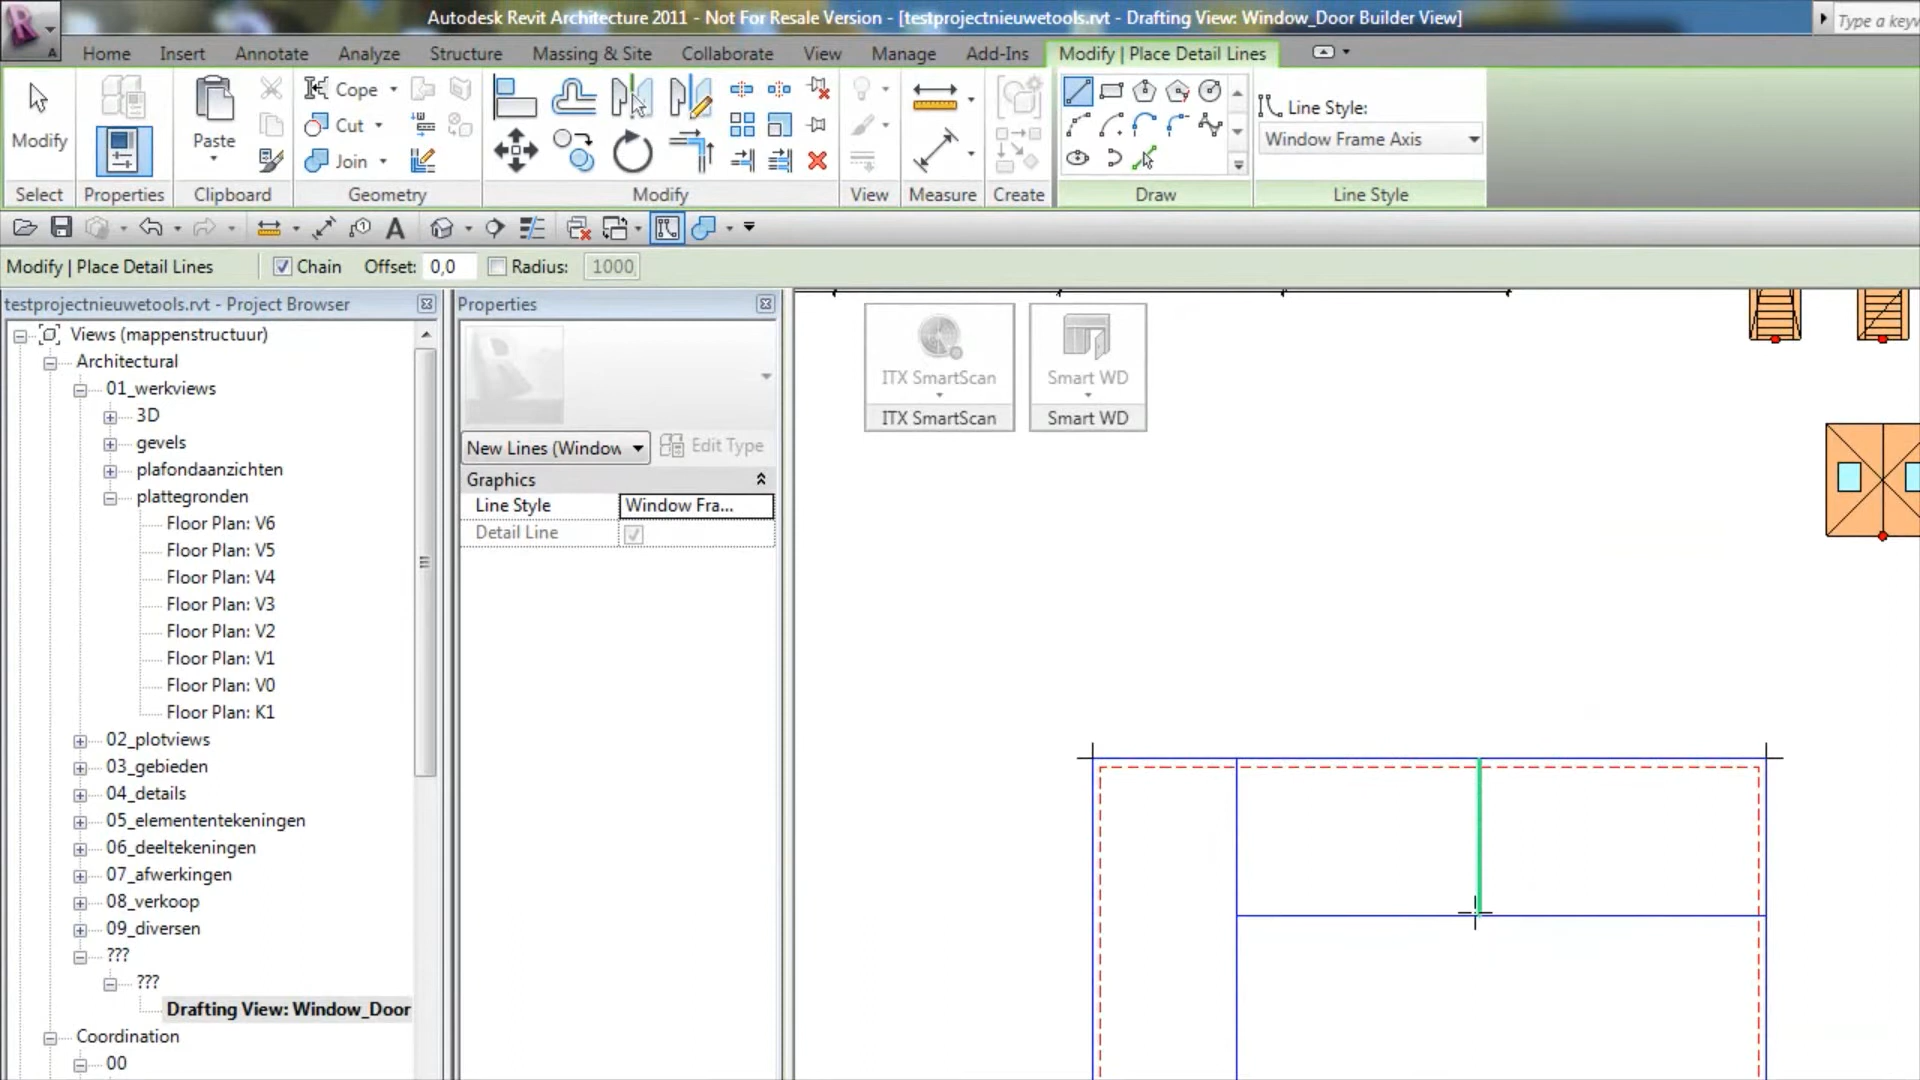 Autodesk Revit Architecture 2011 - Not For Resale Version - [testprojectnieuwetools.rvt - Drafting View: Window_Door Builder View]
Type a keyw
Home Insert Annotate Analyze Structure Massing & Site Collaborate View Manage Add-Ins Modify | Place Detail Lines
Modify
Paste
Cope
Cut
Join
Line Style:
Window Frame Axis
Select Properties Clipboard Geometry Modify View Measure Create Draw Line Style
Modify | Place Detail Lines Chain Offset: 0,0 Radius: 1000
testprojectnieuwetools.rvt - Project Browser
Views (mappenstructuur)
Architectural
01_werkviews
3D
gevels
plafondaanzichten
plattegronden
Floor Plan: V6
Floor Plan: V5
Floor Plan: V4
Floor Plan: V3
Floor Plan: V2
Floor Plan: V1
Floor Plan: V0
Floor Plan: K1
02_plotviews
03_gebieden
04_details
05_elemententekeningen
06_deeltekeningen
07_afwerkingen
08_verkoop
09_diversen
???
???
Drafting View: Window_Door
Coordination
00
Properties
New Lines (Window
Edit Type
Graphics
Line Style Window Fra...
Detail Line
ITX SmartScan
ITX SmartScan
Smart WD
Smart WD